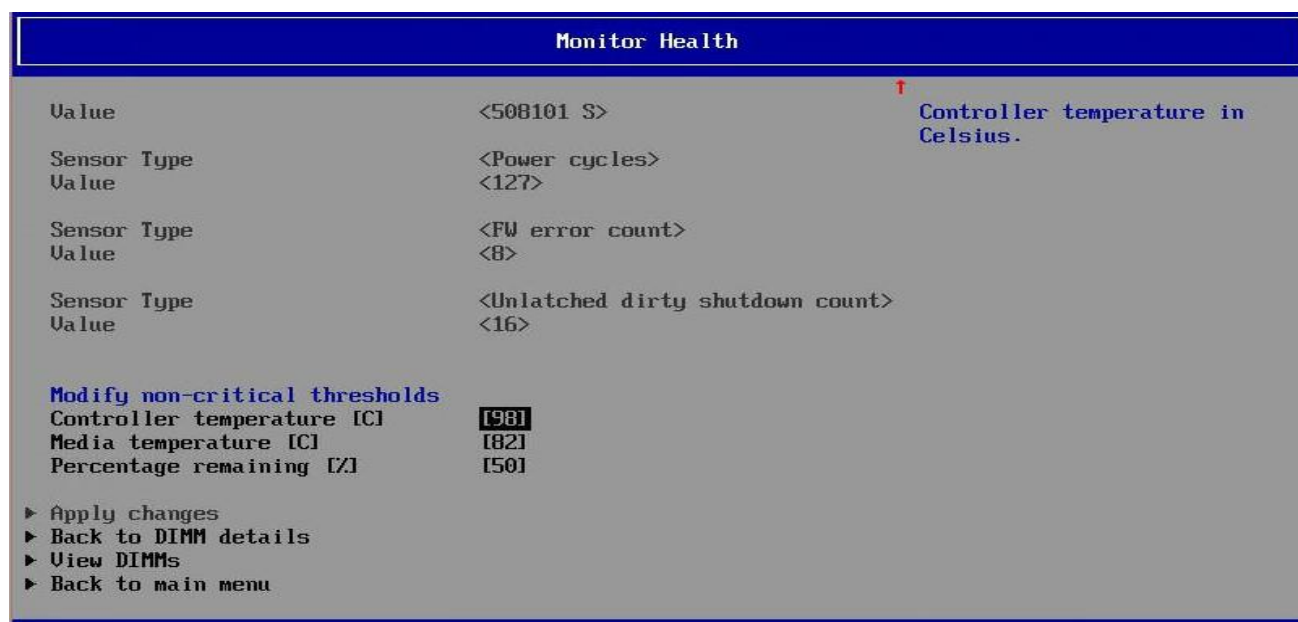 Monitor Health
↑
Value <508101 S> Controller temperature in
Celsius.
Sensor Type <Power cycles>
Value <127>
Sensor Type <FW error count>
Value <8>
Sensor Type <Unlatched dirty shutdown count>
Value <16>
Modify non-critical thresholds
Controller temperature [C] [98]
Media temperature [C] [82]
Percentage remaining [%] [50]
▶ Apply changes
▶ Back to DIMM details
▶ View DIMMs
▶ Back to main menu